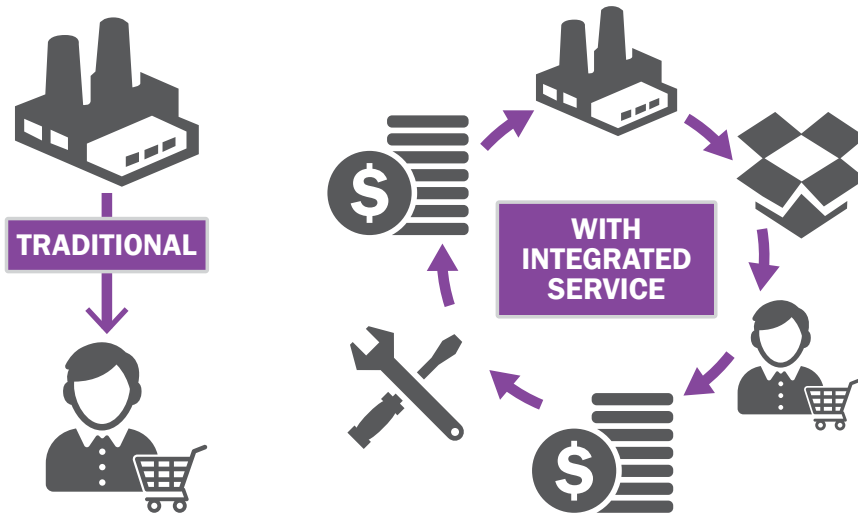 TRADITIONAL
WITH
INTEGRATED
SERVICE
$
$